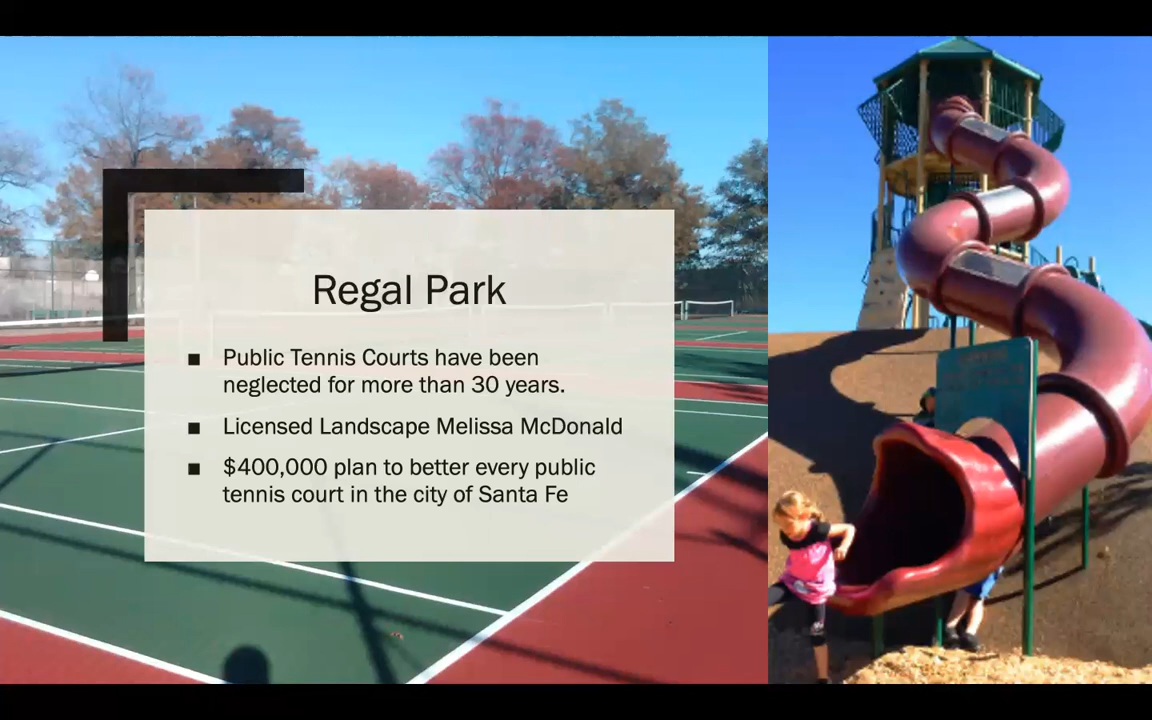 Regal Park
■ Public Tennis Courts have been
neglected for more than 30 years.
■ Licensed Landscape Melissa McDonald
■ $400,000 plan to better every public
tennis court in the city of Santa Fe